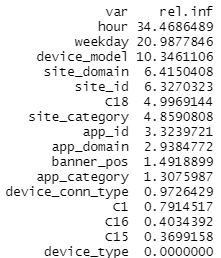 var rel.inf
hour 34.4686489
weekday 20.9877846
device_model 10.3461106
site_domain 6.4150408
site_id 6.3270323
C18 4.9969144
site_category 4.8590808
app_id 3.3239721
app_domain 2.9384772
banner_pos 1.4918899
app_category 1.3075987
device_conn_type 0.9726429
C1 0.7914517
C16 0.4034392
C15 0.3699158
device_type 0.0000000